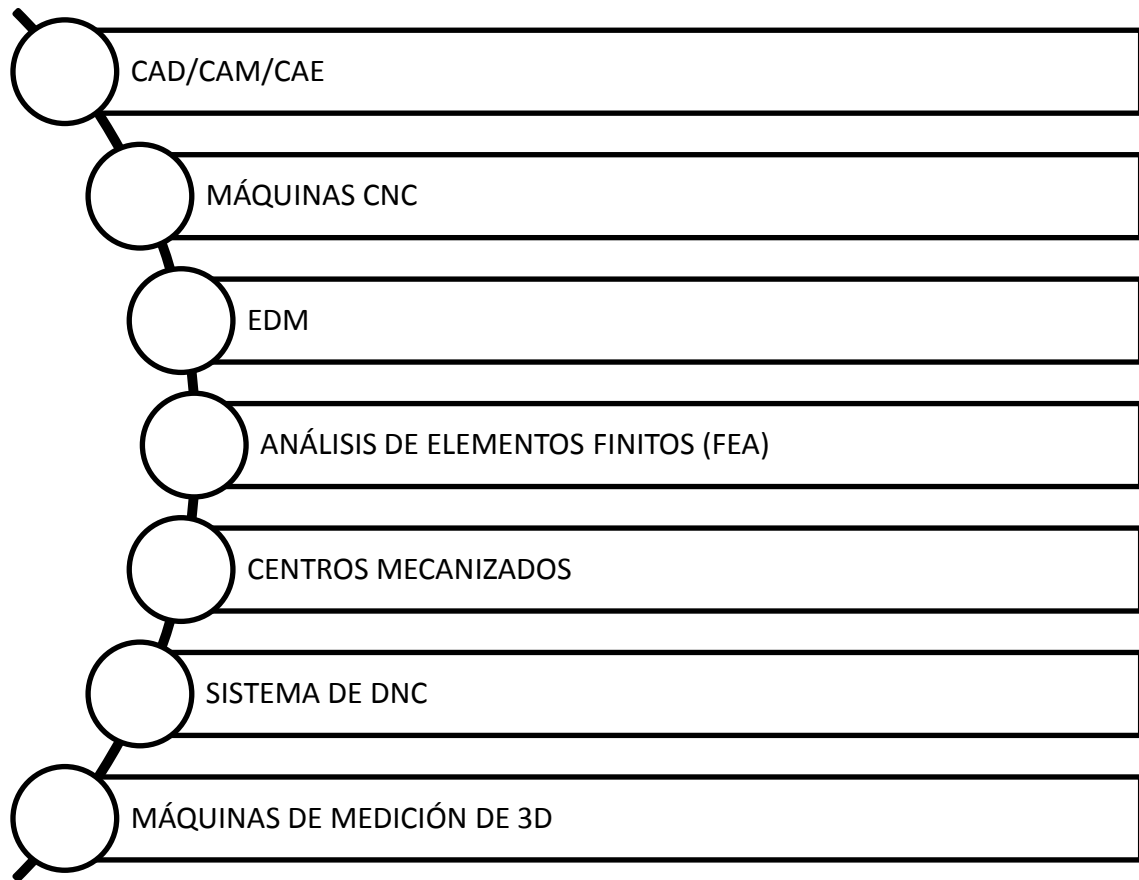 CAD/CAM/CAE
MÁQUINAS CNC
EDM
ANÁLISIS DE ELEMENTOS FINITOS (FEA)
CENTROS MECANIZADOS
SISTEMA DE DNC
MÁQUINAS DE MEDICIÓN DE 3D